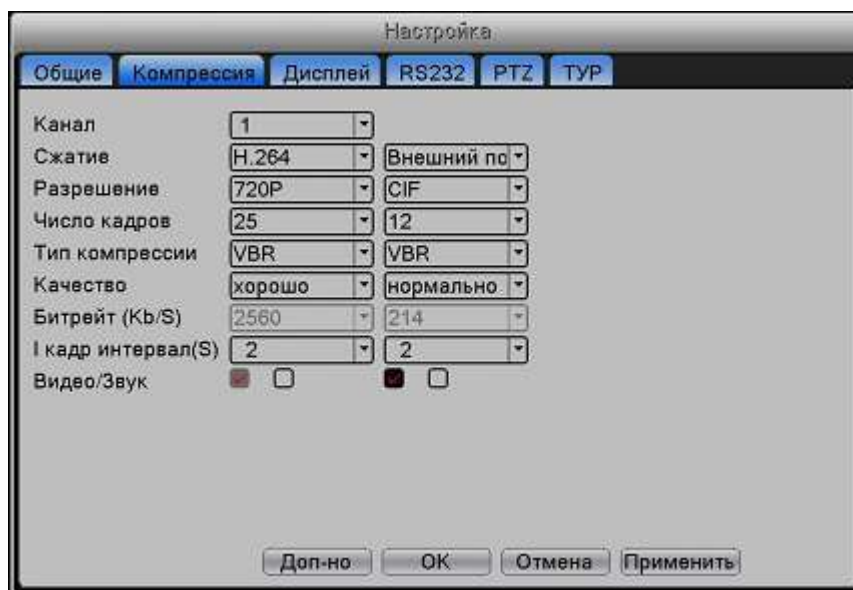 Настройка
Общие Компрессия Дисплей RS232 PTZ ТУР
Канал 1
Сжатие H.264 Внешний по
Разрешение 720P CIF
Число кадров 25 12
Тип компрессии VBR VBR
Качество хорошо нормально
Битрейт (Kb/S) 2560 214
I кадр интервал(S) 2 2
Видео/Звук
Доп-но OK Отмена Применить